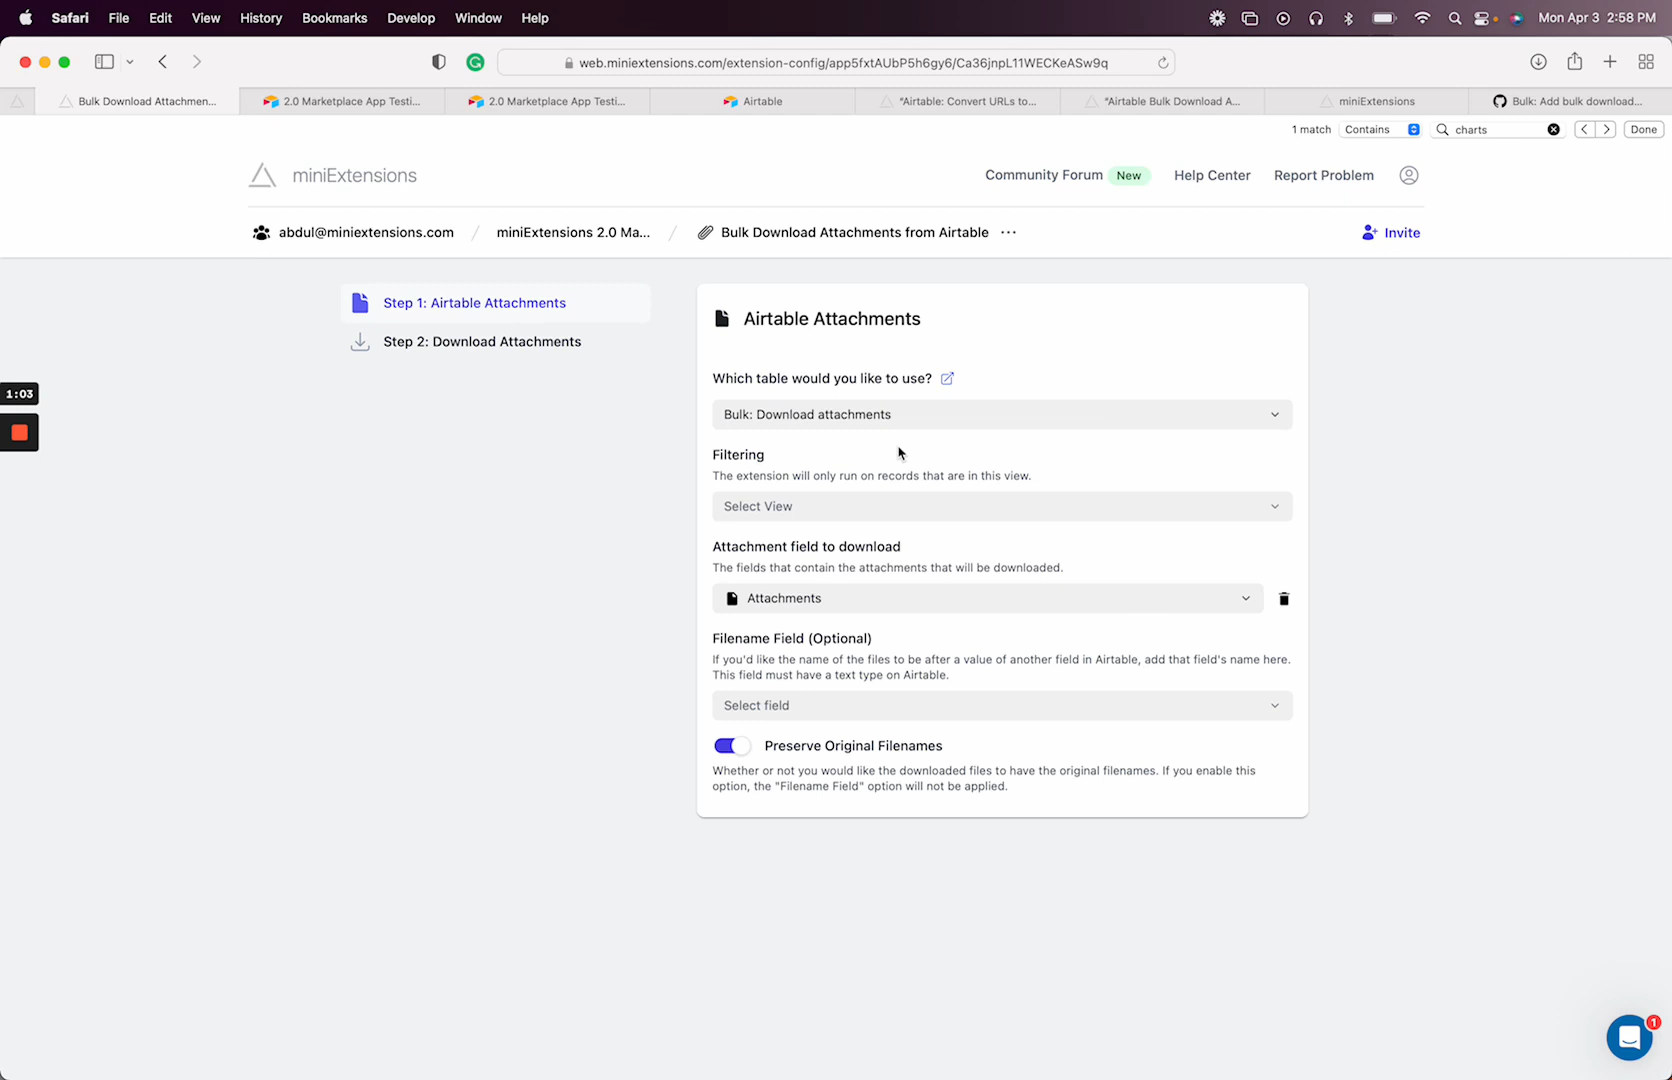 Safari File Edit View History Bookmarks Develop Window Help Mon Apr 3 2:58 PM
web.miniextensions.com/extension-config/app5fxtAUbP5h6gy6/Ca36jnpL11WECKeASw9q
Bulk Download Attachmen... 2.0 Marketplace App Testi... 2.0 Marketplace App Testi... Airtable "Airtable: Convert URLs to... "Airtable Bulk Download A... miniExtensions Bulk: Add bulk download...
1 match Contains charts Done
miniExtensions Community Forum New Help Center Report Problem
abdul@miniextensions.com / miniExtensions 2.0 Ma... / Bulk Download Attachments from Airtable ... Invite
Step 1: Airtable Attachments
Step 2: Download Attachments
1:03
Airtable Attachments
Which table would you like to use?
Bulk: Download attachments
Filtering
The extension will only run on records that are in this view.
Select View
Attachment field to download
The fields that contain the attachments that will be downloaded.
Attachments
Filename Field (Optional)
If you'd like the name of the files to be after a value of another field in Airtable, add that field's name here.
This field must have a text type on Airtable.
Select field
Preserve Original Filenames
Whether or not you would like the downloaded files to have the original filenames. If you enable this
option, the "Filename Field" option will not be applied.
1